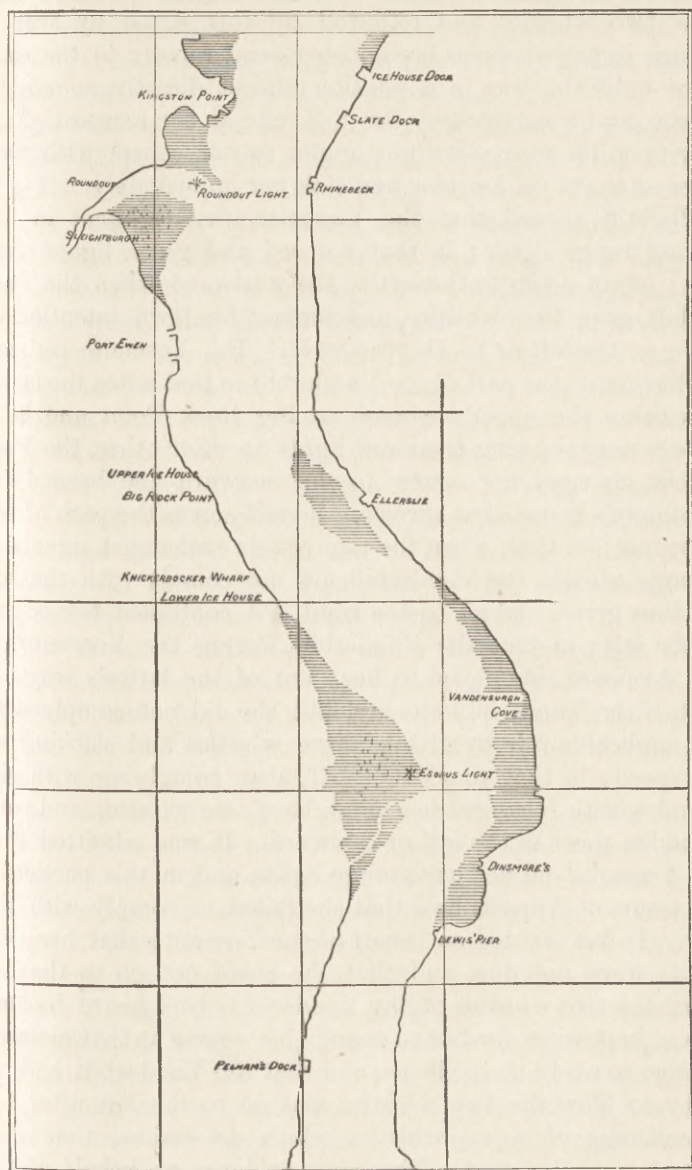 ICE HOUSE DOCK
KINGSTON POINT
SLATE DOCK
ROUNDOUT
ROUNDOUT LIGHT
RHINEBECK
SLEIGHTBURGH
PORT EWEN
UPPER ICE HOUSE
BIG ROCK POINT
ELLERSLIE
KNICKERBOCKER WHARF
LOWER ICE HOUSE
VANDENBURGH
COVE
ESOPUS LIGHT
DINSMORE'S
LEWIS' PIER
PELHAM'S DOCK